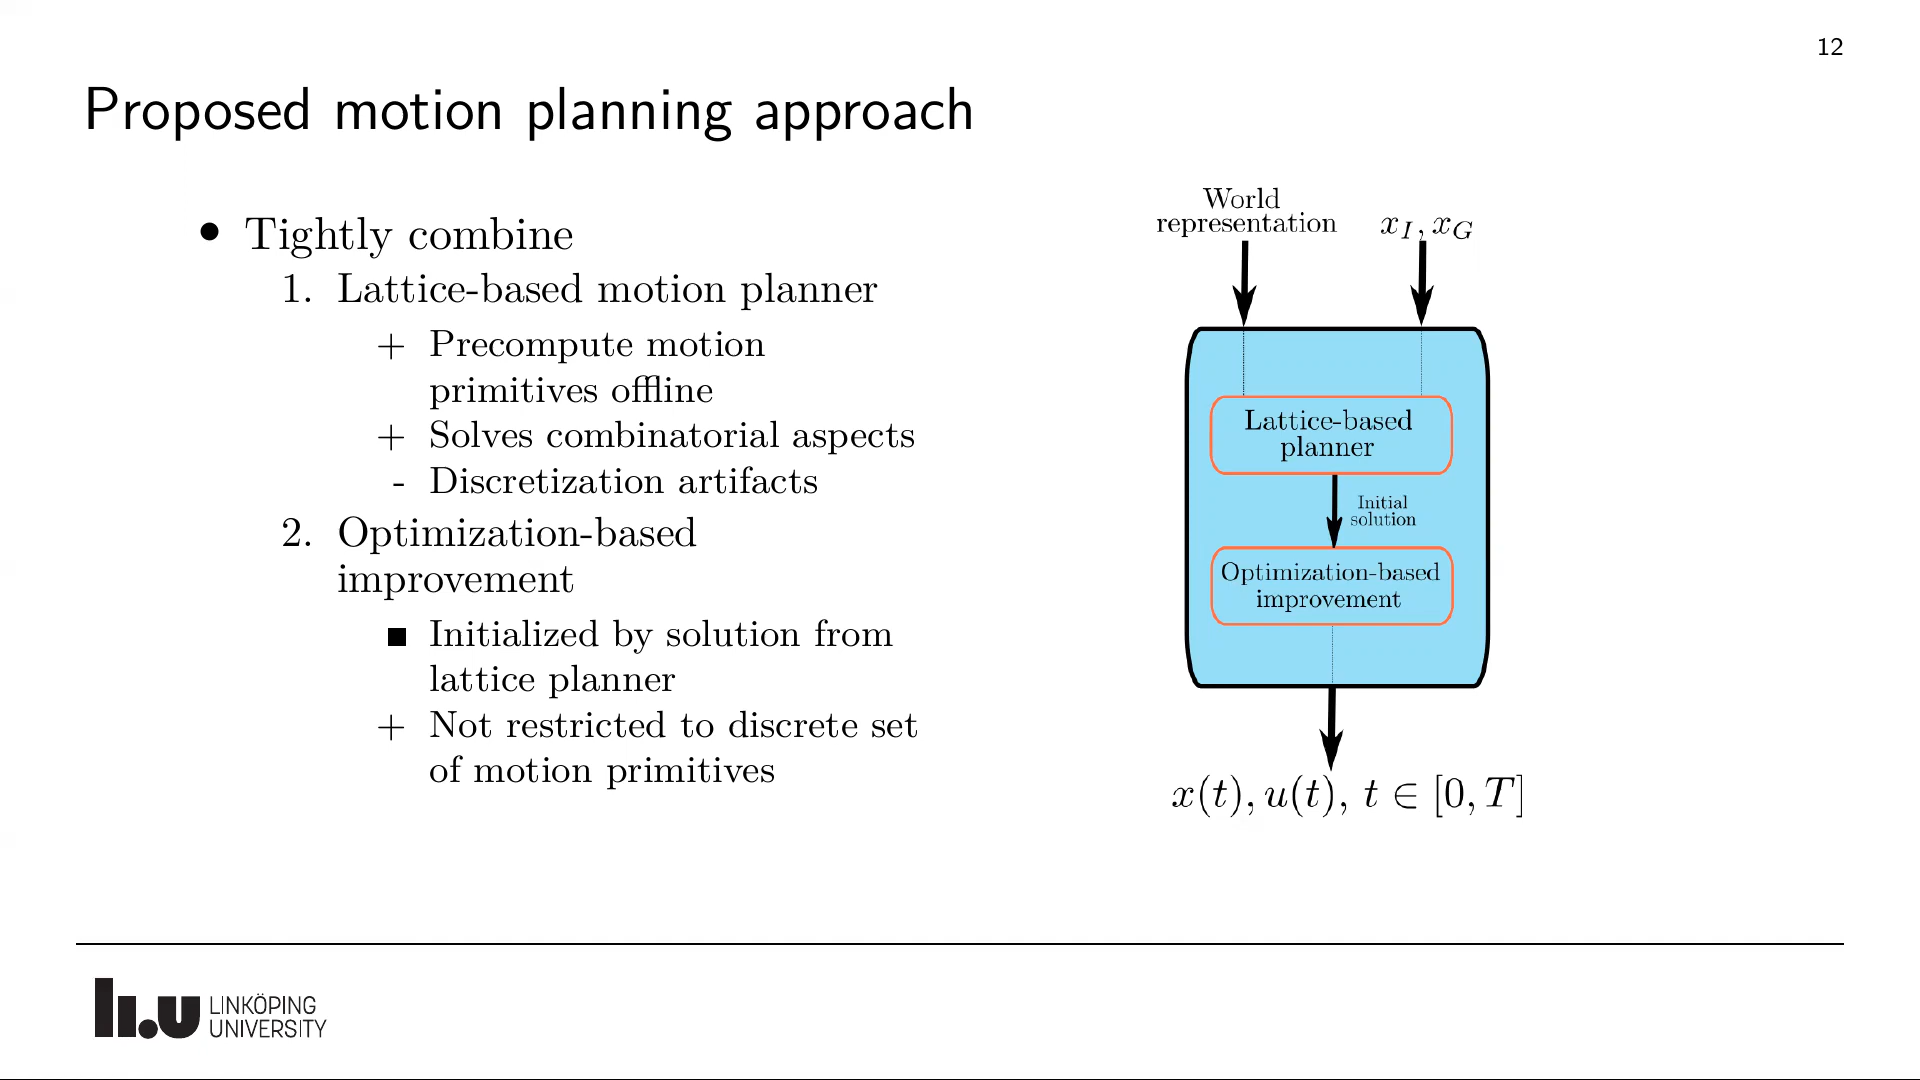 12
Proposed motion planning approach
• Tightly combine
1. Lattice-based motion planner
+ Precompute motion
primitives offline
+ Solves combinatorial aspects
- Discretization artifacts
2. Optimization-based
improvement
■ Initialized by solution from
lattice planner
+ Not restricted to discrete set
of motion primitives
World
representation
x_I, x_G
Lattice-based
planner
Initial
solution
Optimization-based
improvement
x(t), u(t), t ∈ [0, T]
LINKÖPING
UNIVERSITY